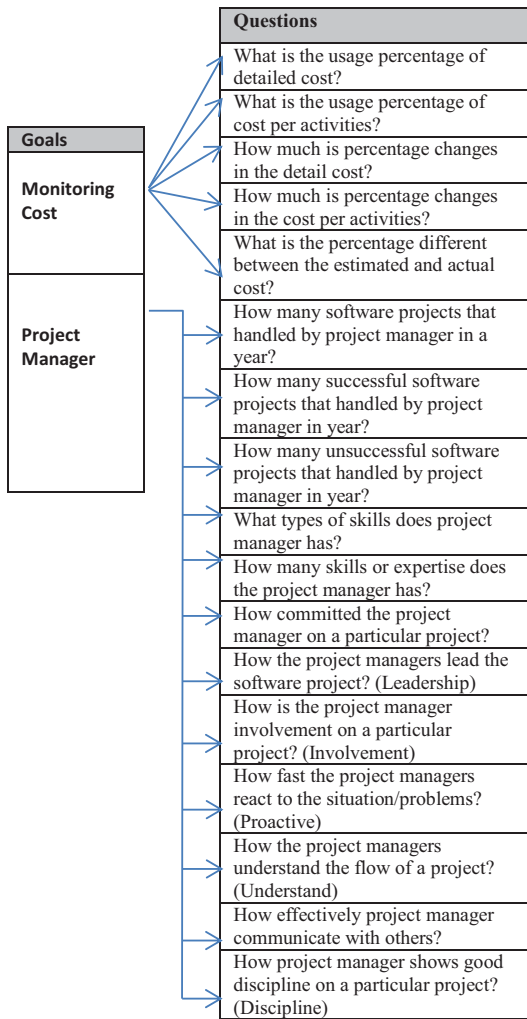 Goals
Monitoring
Cost
Project
Manager
Questions
What is the usage percentage of
detailed cost?
What is the usage percentage of
cost per activities?
How much is percentage changes
in the detail cost?
How much is percentage changes
in the cost per activities?
What is the percentage different
between the estimated and actual
cost?
How many software projects that
handled by project manager in a
year?
How many successful software
projects that handled by project
manager in year?
How many unsuccessful software
projects that handled by project
manager in year?
What types of skills does project
manager has?
How many skills or expertise does
the project manager has?
How committed the project
manager on a particular project?
How the project managers lead the
software project? (Leadership)
How is the project manager
involvement on a particular
project? (Involvement)
How fast the project managers
react to the situation/problems?
(Proactive)
How the project managers
understand the flow of a project?
(Understand)
How effectively project manager
communicate with others?
How project manager shows good
discipline on a particular project?
(Discipline)